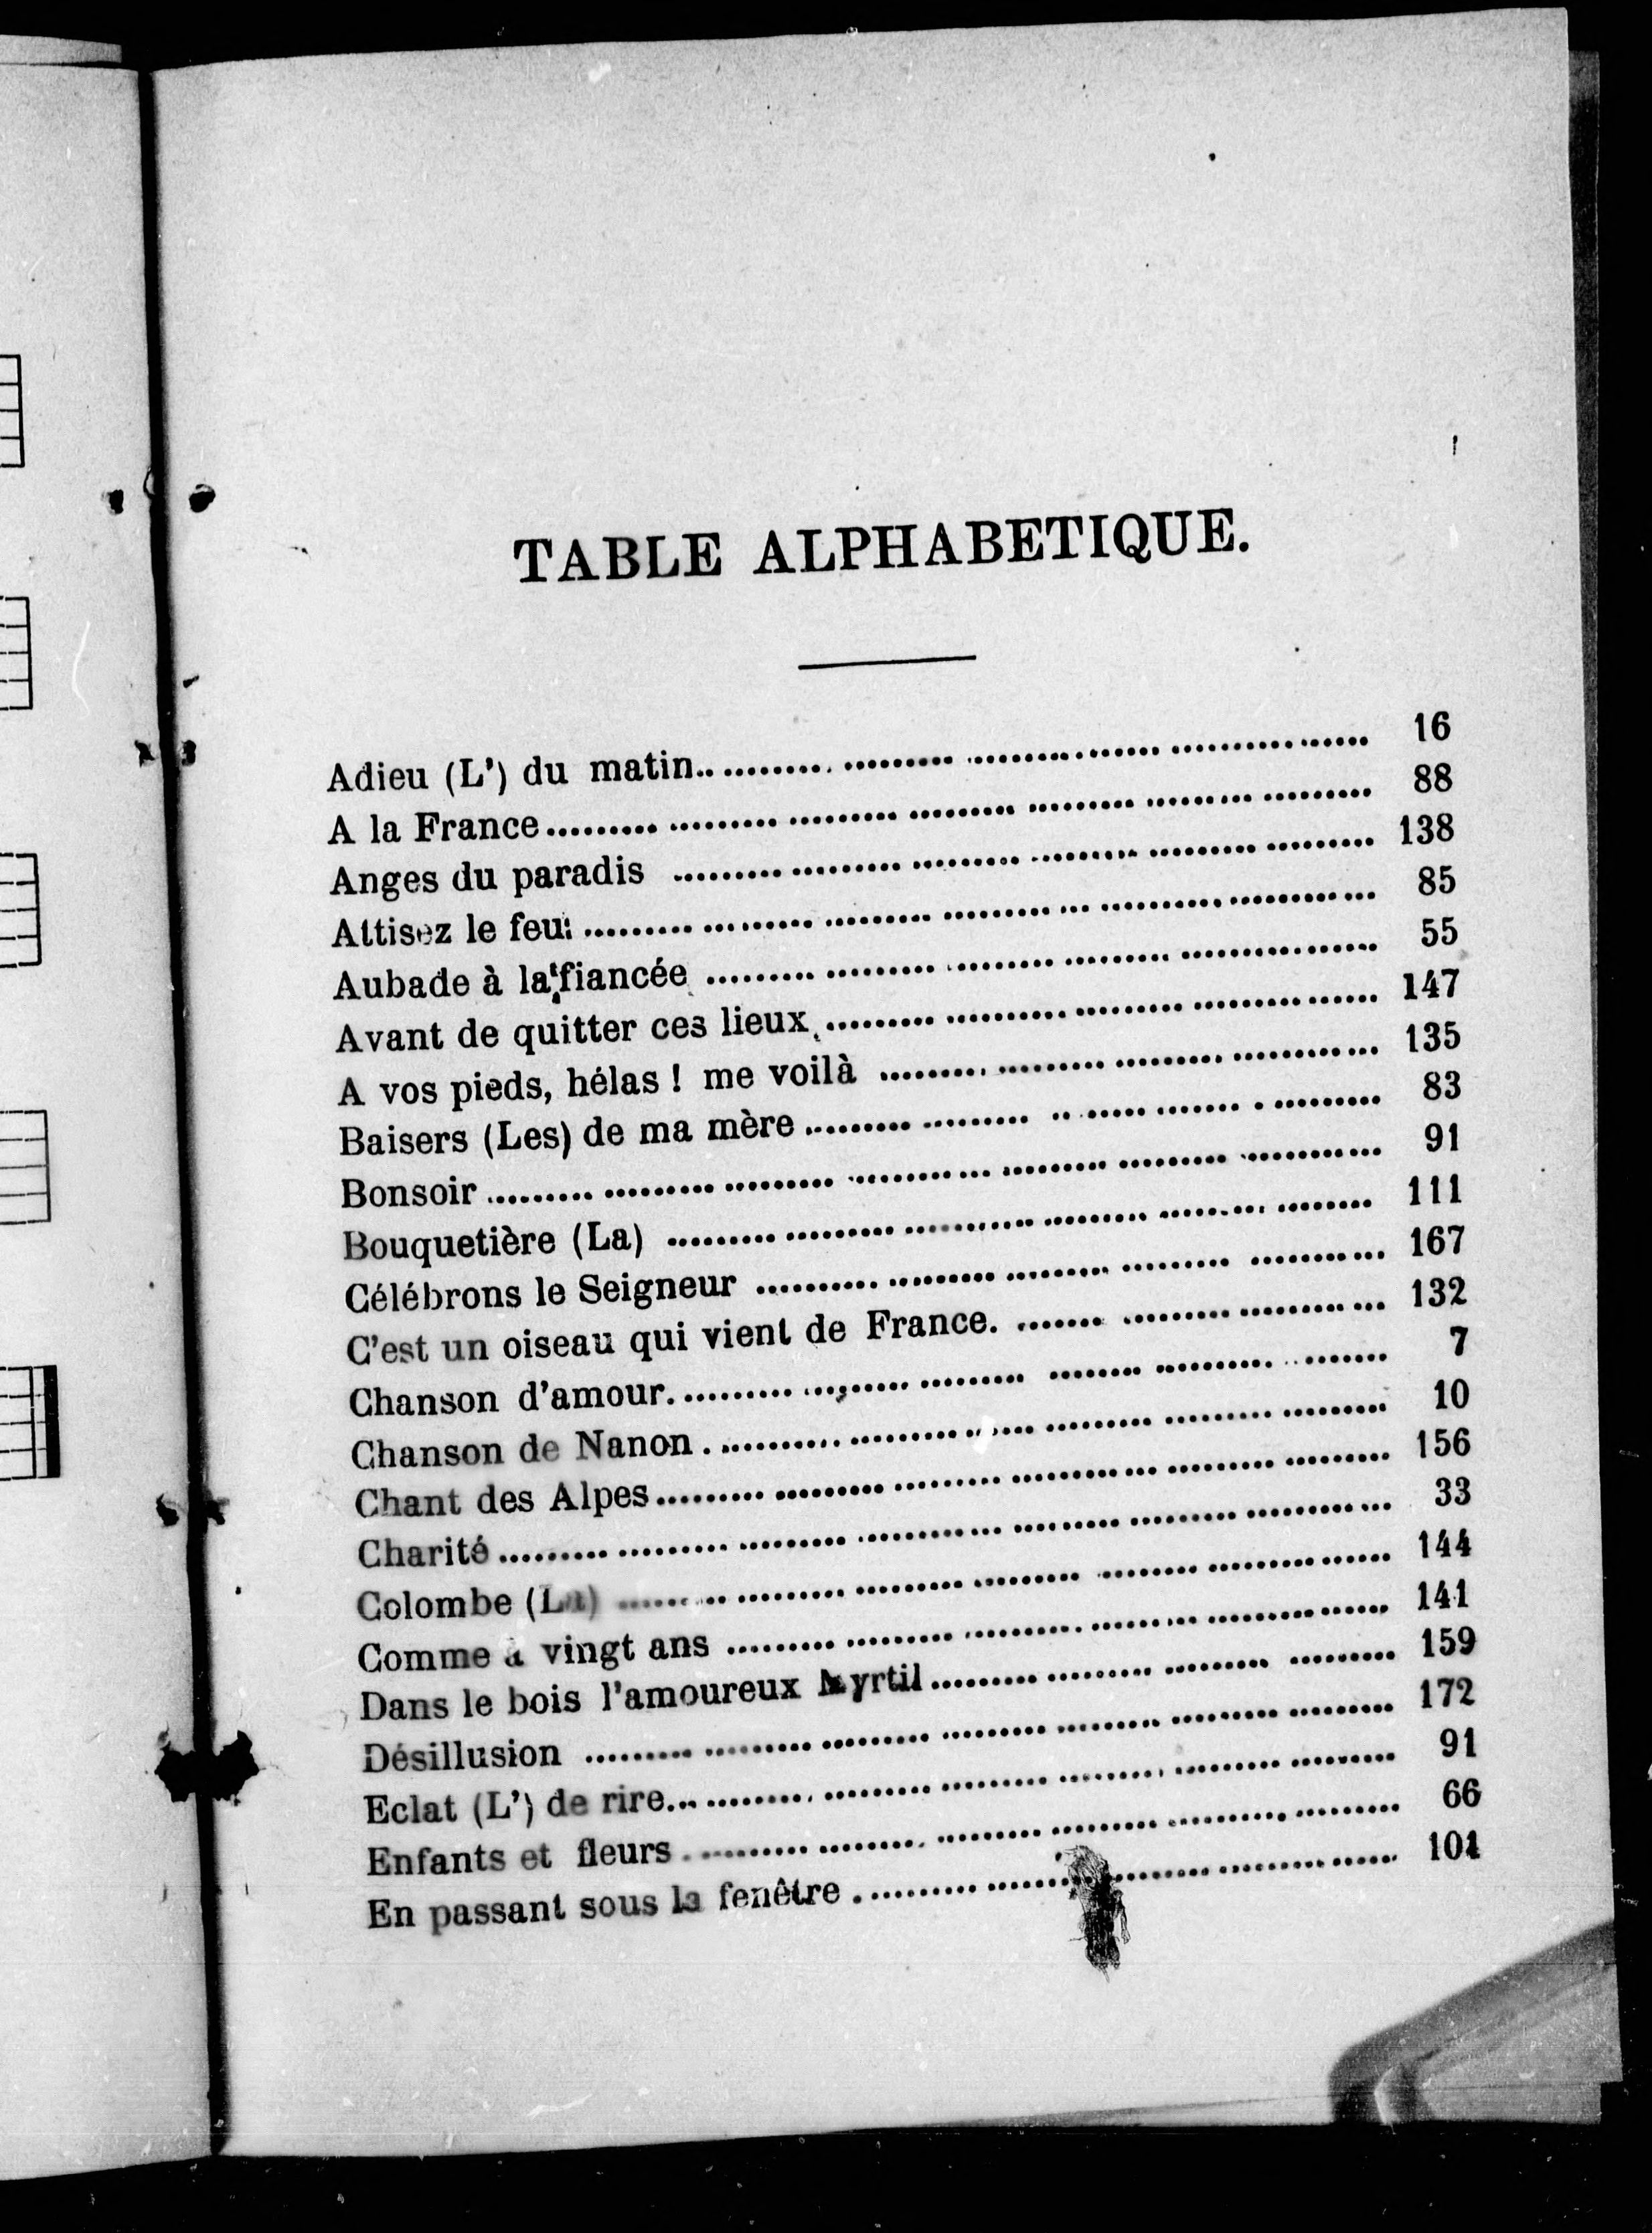 TABLE ALPHABETIQUE.
Adieu (L') du matin.......... 16
A la France.......... 88
Anges du paradis .......... 138
Attisez le feu: .......... 85
Aubade à la fiancée .......... 55
Avant de quitter ces lieux.......... 147
A vos pieds, hélas ! me voilà .......... 135
Baisers (Les) de ma mère .......... 83
Bonsoir .......... 91
Bouquetière (La) .......... 111
Célébrons le Seigneur .......... 167
C'est un oiseau qui vient de France. .......... 132
Chanson d'amour. .......... 7
Chanson de Nanon . .......... 10
Chant des Alpes.......... 156
Charité .......... 33
Colombe (La) .......... 144
Comme à vingt ans .......... 141
Dans le bois l'amoureux Myrtil .......... 159
Désillusion .......... 172
Eclat (L') de rire.......... 91
Enfants et fleurs .......... 66
En passant sous la fenêtre .......... 101